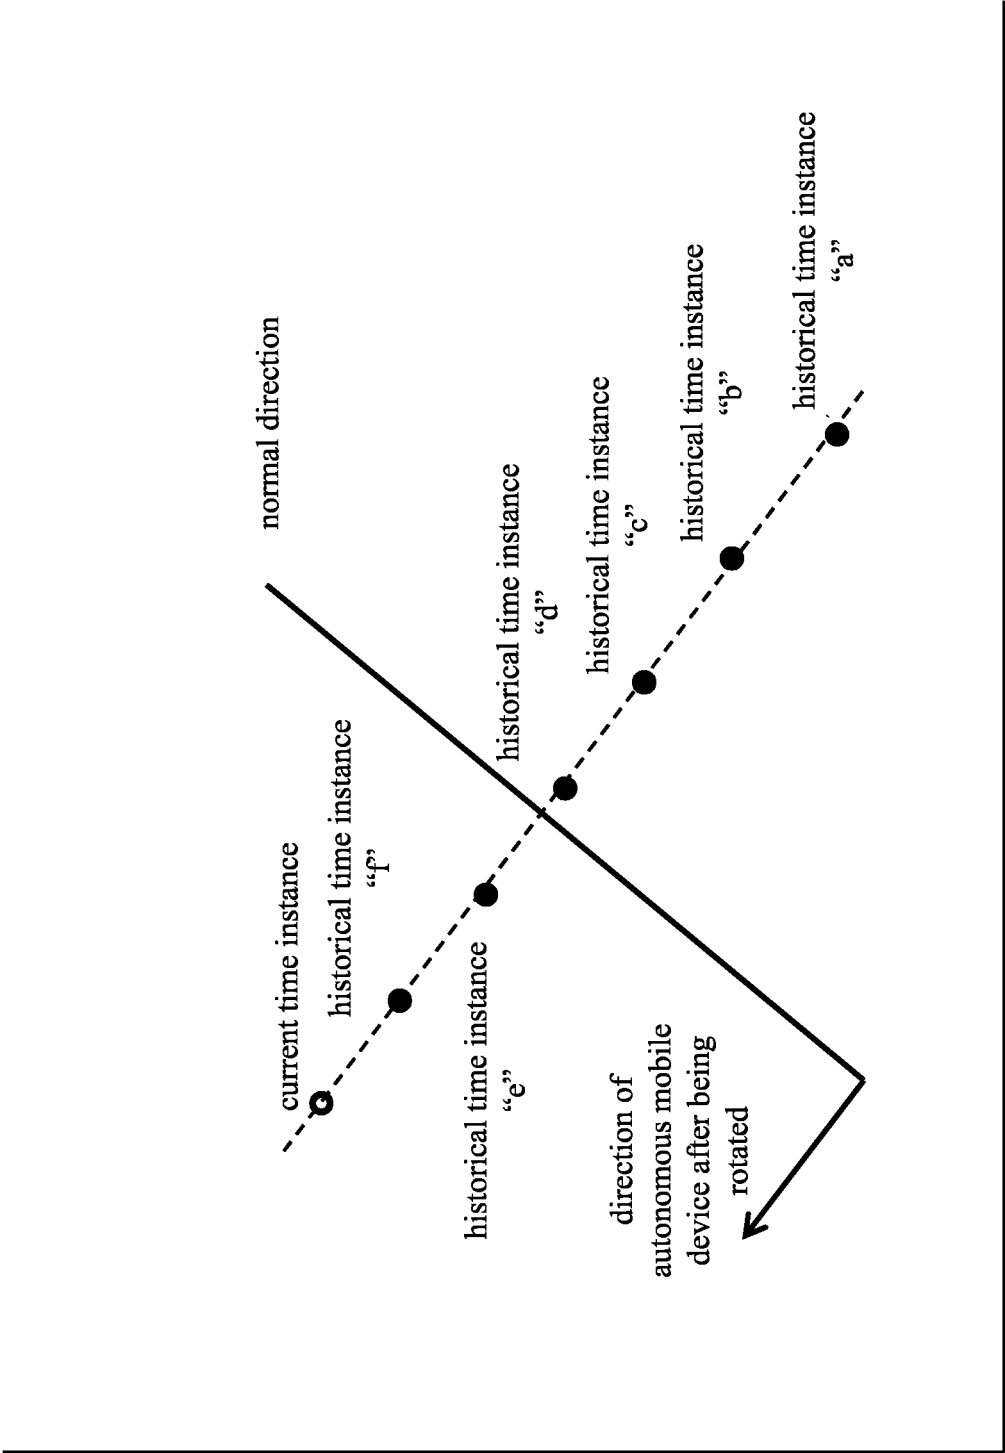 normal direction
current time instance
historical time instance
“f”
historical time instance
“e”
historical time instance
“d”
historical time instance
“c”
historical time instance
“b”
historical time instance
“a”
direction of
autonomous mobile
device after being
rotated